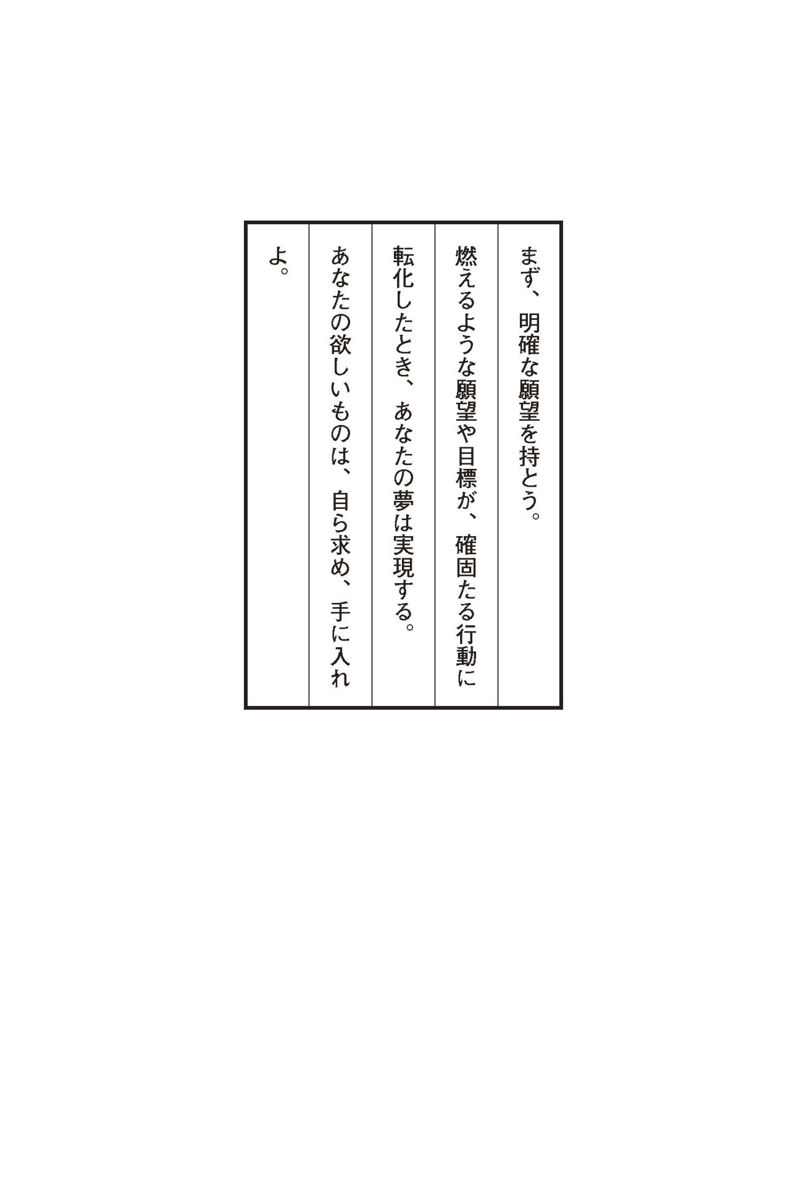 まず、明確な願望を持とう。
燃えるような願望や目標が、確固たる行動に
転化したとき、あなたの夢は実現する。
あなたの欲しいものは、自ら求め、手に入れ
よ。